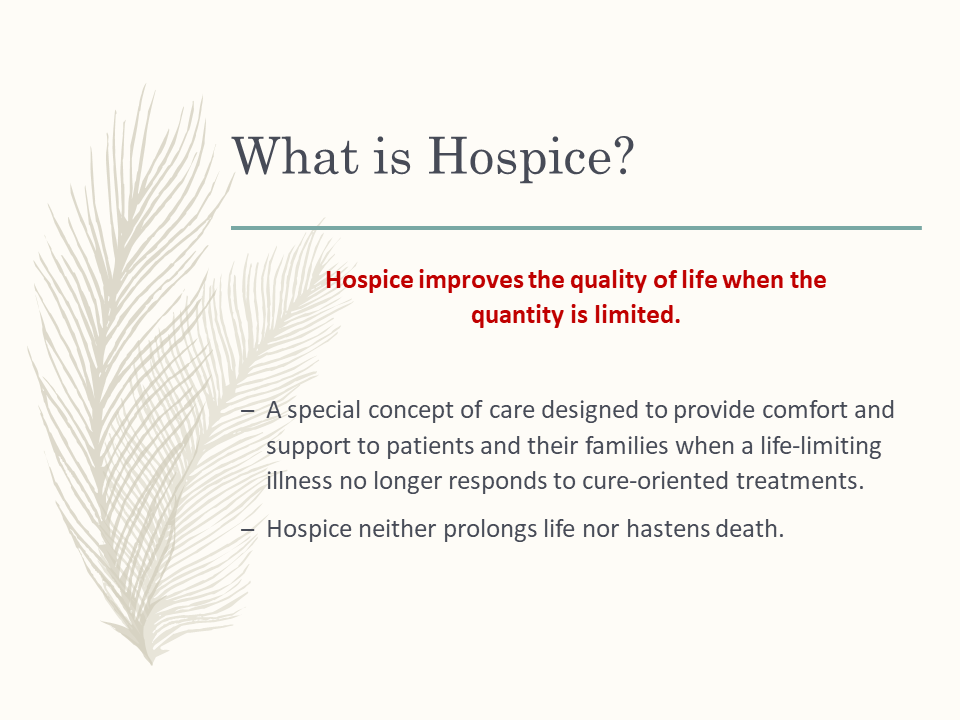 What is Hospice?
Hospice improves the quality of life when the
quantity is limited.
– A special concept of care designed to provide comfort and
support to patients and their families when a life-limiting
illness no longer responds to cure-oriented treatments.
– Hospice neither prolongs life nor hastens death.